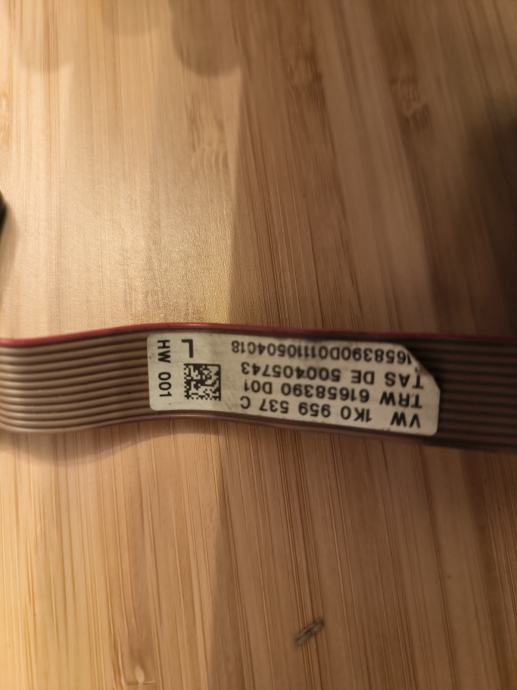 VW 1K0 959 537 C
TRW 61658390 D01
TAS DE 500405743
1658390D01110504018
HW 001
L